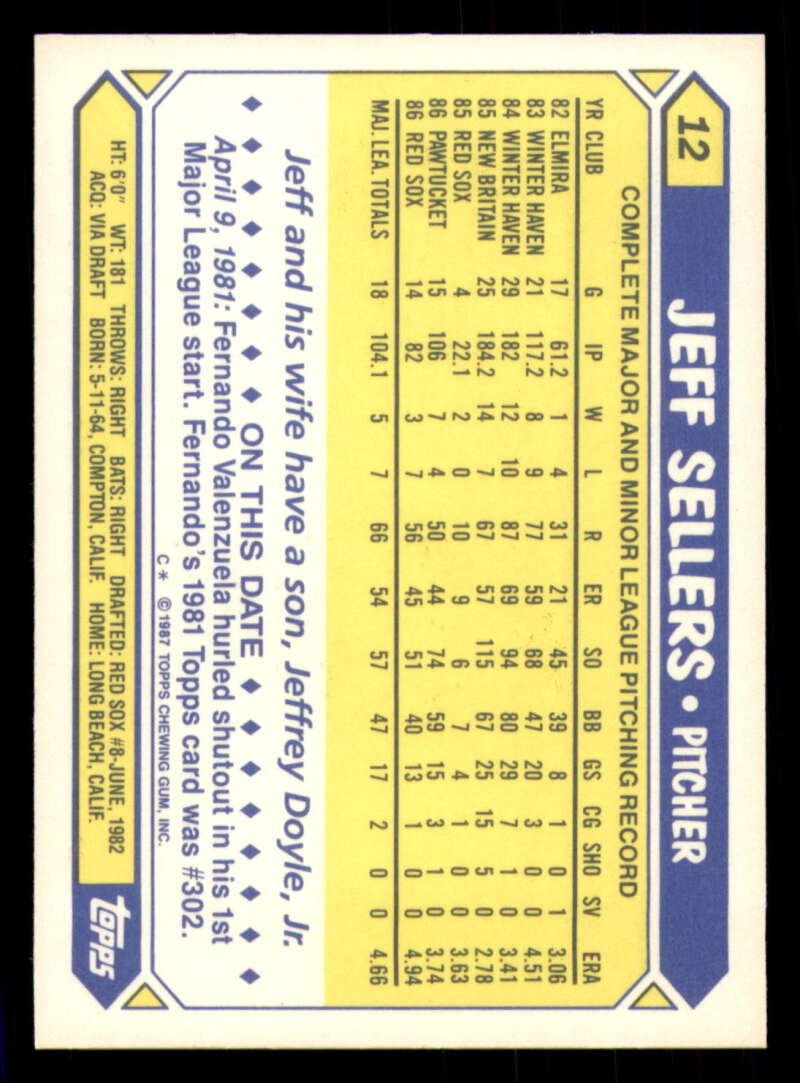 12
JEFF SELLERS • PITCHER
COMPLETE MAJOR AND MINOR LEAGUE PITCHING RECORD
YR CLUB G IP W L R ER SO BB GS CG SHO SV ERA
82 ELMIRA 17 61.2 1 4 31 21 45 39 8 1 0 1 3.06
83 WINTER HAVEN 21 117.2 8 9 77 59 68 47 20 3 0 0 4.51
84 WINTER HAVEN 29 182 12 10 87 69 94 80 29 7 1 0 3.41
85 NEW BRITAIN 25 184.2 14 7 67 57 115 67 25 15 5 0 2.78
85 RED SOX 4 22.1 2 0 10 9 6 7 4 1 0 0 3.63
86 PAWTUCKET 15 106 7 4 50 44 74 59 15 3 1 0 3.74
86 RED SOX 14 82 3 7 56 45 51 40 13 1 0 0 4.94
MAJ. LEA. TOTALS 18 104.1 5 7 66 54 57 47 17 2 0 0 4.66
Jeff and his wife have a son, Jeffrey Doyle, Jr.
♦ ♦ ♦ ♦ ♦ ♦ ♦ ♦ ON THIS DATE ♦ ♦ ♦ ♦ ♦ ♦ ♦ ♦
April 9, 1981: Fernando Valenzuela hurled shutout in his 1st
Major League start. Fernando's 1981 Topps card was #302.
C* © 1987 TOPPS CHEWING GUM, INC.
HT: 6'0" WT: 181 THROWS: RIGHT BATS: RIGHT DRAFTED: RED SOX #8-JUNE, 1982
ACQ: VIA DRAFT BORN: 5-11-64, COMPTON, CALIF. HOME: LONG BEACH, CALIF.
topps